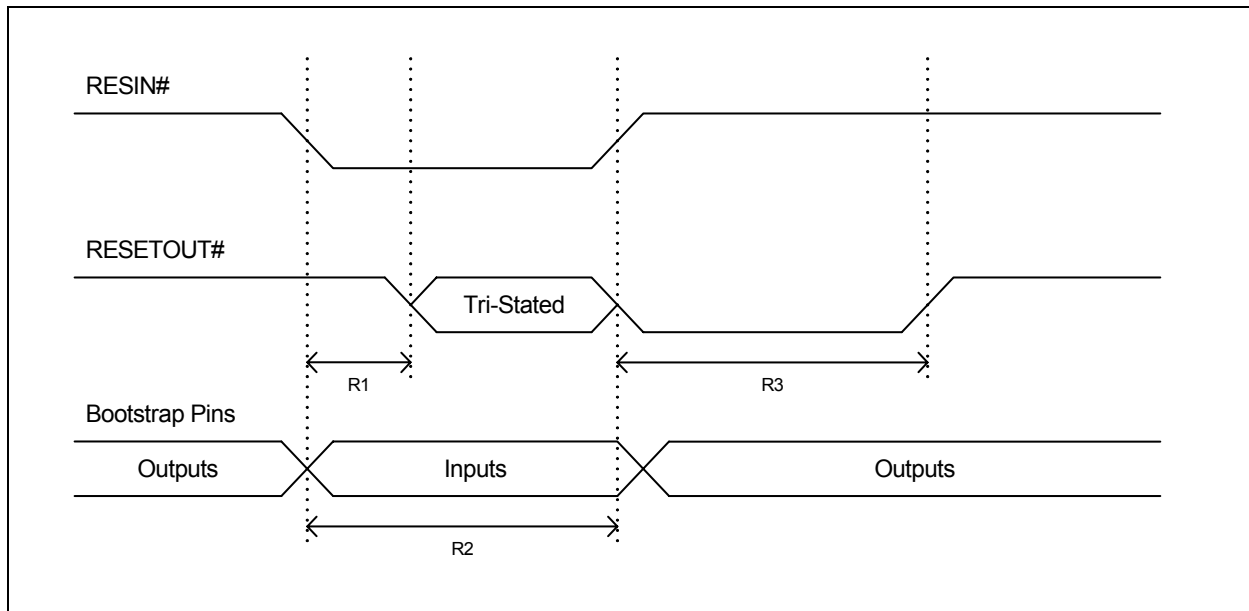 RESIN#
RESETOUT#
Tri-Stated
R1
R3
Bootstrap Pins
Outputs
Inputs
Outputs
R2